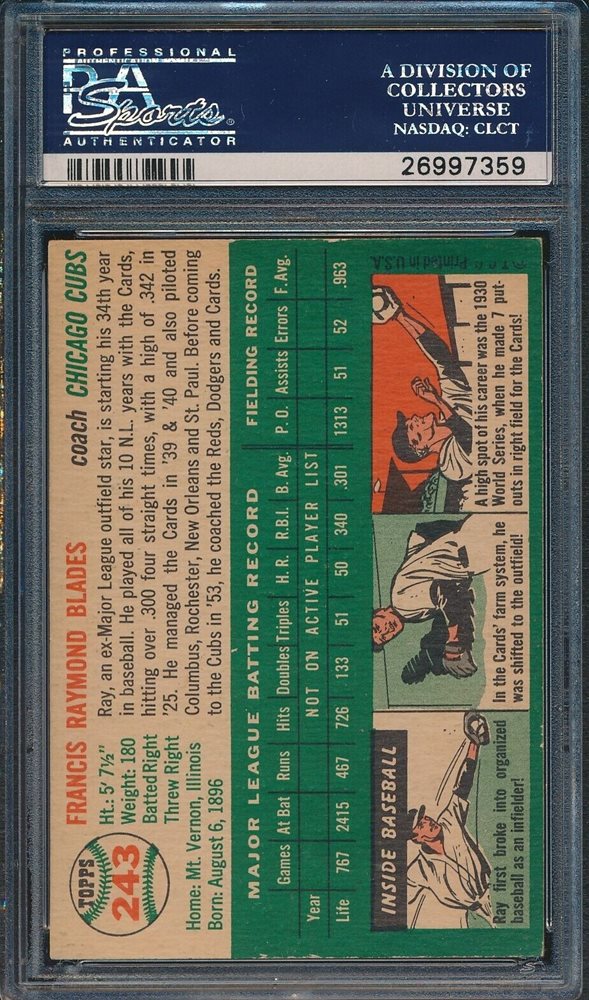 PROFESSIONAL
PSA
Sports
AUTHENTICATOR
A DIVISION OF
COLLECTORS
UNIVERSE
NASDAQ: CLCT
26997359
TOPPS
243
FRANCIS RAYMOND BLADES coach CHICAGO CUBS
Ht.: 5' 7½"
Weight: 180
Batted Right
Threw Right
Home: Mt. Vernon, Illinois
Born: August 6, 1896
Ray, an ex-Major League outfield star, is starting his 34th year
in baseball. He played all of his 10 N.L. years with the Cards,
hitting over .300 four straight times, with a high of .342 in
'25. He managed the Cards in '39 & '40 and also piloted
Columbus, Rochester, New Orleans and St. Paul. Before coming
to the Cubs in '53, he coached the Reds, Dodgers and Cards.
MAJOR LEAGUE BATTING RECORD FIELDING RECORD
Games At Bat Runs Hits Doubles Triples H.R. R.B.I. B. Avg. P.O. Assists Errors F. Avg.
Year NOT ON ACTIVE PLAYER LIST
Life 767 2415 467 726 133 51 50 340 .301 1313 51 52 .963
INSIDE BASEBALL
Ray first broke into organized
baseball as an infielder!
In the Cards' farm system, he
was shifted to the outfield!
A high spot of his career was the 1930
World Series, when he made 7 put-
outs in right field for the Cards!
Printed in U.S.A.